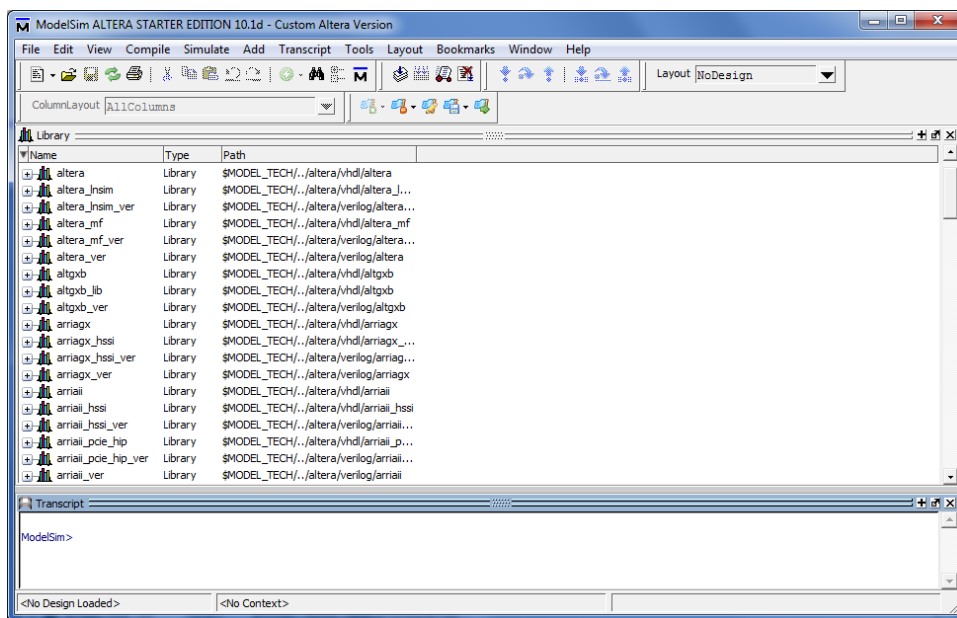 ModelSim ALTERA STARTER EDITION 10.1d - Custom Altera Version
File Edit View Compile Simulate Add Transcript Tools Layout Bookmarks Window Help
Layout NoDesign
ColumnLayout AllColumns
Library
Name Type Path
altera Library $MODEL_TECH/../altera/vhdl/altera
altera_lnsim Library $MODEL_TECH/../altera/vhdl/altera_l...
altera_lnsim_ver Library $MODEL_TECH/../altera/verilog/altera...
altera_mf Library $MODEL_TECH/../altera/vhdl/altera_mf
altera_mf_ver Library $MODEL_TECH/../altera/verilog/altera...
altera_ver Library $MODEL_TECH/../altera/verilog/altera
altgxb Library $MODEL_TECH/../altera/vhdl/altgxb
altgxb_lib Library $MODEL_TECH/../altera/vhdl/altgxb
altgxb_ver Library $MODEL_TECH/../altera/verilog/altgxb
arriagx Library $MODEL_TECH/../altera/vhdl/arriagx
arriagx_hssi Library $MODEL_TECH/../altera/vhdl/arriagx_...
arriagx_hssi_ver Library $MODEL_TECH/../altera/verilog/arriag...
arriagx_ver Library $MODEL_TECH/../altera/verilog/arriagx
arriaii Library $MODEL_TECH/../altera/vhdl/arriaii
arriaii_hssi Library $MODEL_TECH/../altera/vhdl/arriaii_hssi
arriaii_hssi_ver Library $MODEL_TECH/../altera/verilog/arriaii...
arriaii_pcie_hip Library $MODEL_TECH/../altera/vhdl/arriaii_p...
arriaii_pcie_hip_ver Library $MODEL_TECH/../altera/verilog/arriaii...
arriaii_ver Library $MODEL_TECH/../altera/verilog/arriaii
Transcript
ModelSim>
<No Design Loaded> <No Context>